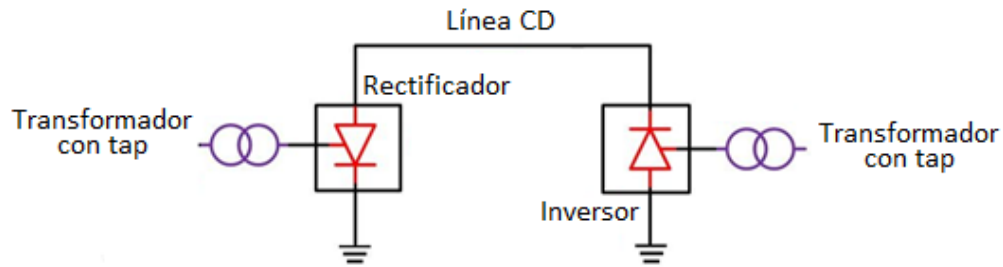 Línea CD
Rectificador
Transformador
con tap
Transformador
con tap
Inversor